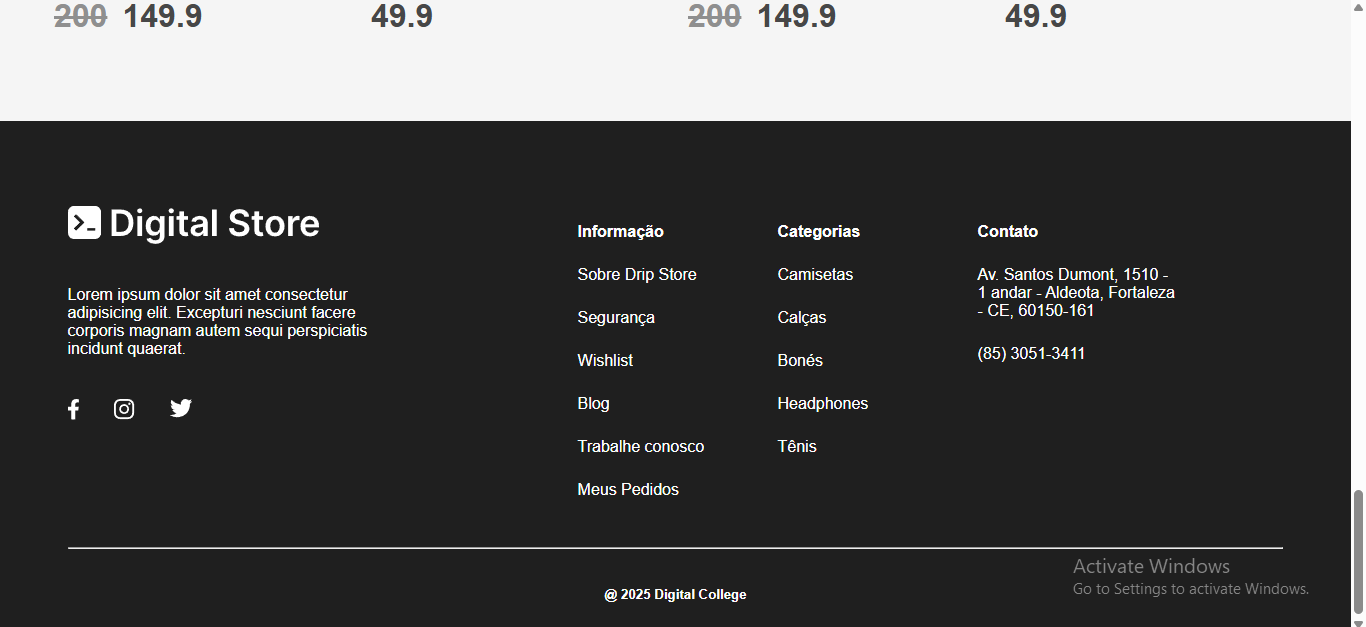 200 149.9 49.9 200 149.9 49.9
Digital Store
Lorem ipsum dolor sit amet consectetur
adipisicing elit. Excepturi nesciunt facere
corporis magnam autem sequi perspiciatis
incidunt quaerat.
Informação
Sobre Drip Store
Segurança
Wishlist
Blog
Trabalhe conosco
Meus Pedidos
Categorias
Camisetas
Calças
Bonés
Headphones
Tênis
Contato
Av. Santos Dumont, 1510 -
1 andar - Aldeota, Fortaleza
- CE, 60150-161
(85) 3051-3411
@ 2025 Digital College
Activate Windows
Go to Settings to activate Windows.